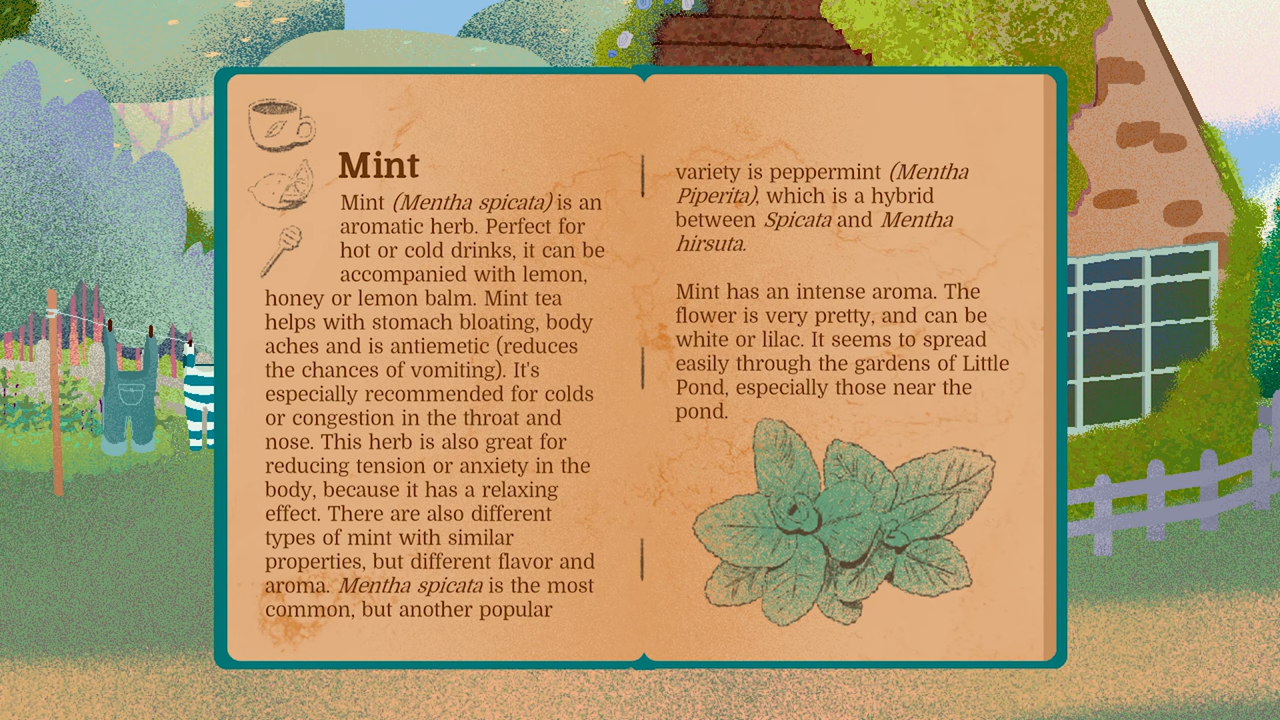 Mint
Mint (Mentha spicata) is an
aromatic herb. Perfect for
hot or cold drinks, it can be
accompanied with lemon,
honey or lemon balm. Mint tea
helps with stomach bloating, body
aches and is antiemetic (reduces
the chances of vomiting). It's
especially recommended for colds
or congestion in the throat and
nose. This herb is also great for
reducing tension or anxiety in the
body, because it has a relaxing
effect. There are also different
types of mint with similar
properties, but different flavor and
aroma. Mentha spicata is the most
common, but another popular
variety is peppermint (Mentha
Piperita), which is a hybrid
between Spicata and Mentha
hirsuta.
Mint has an intense aroma. The
flower is very pretty, and can be
white or lilac. It seems to spread
easily through the gardens of Little
Pond, especially those near the
pond.